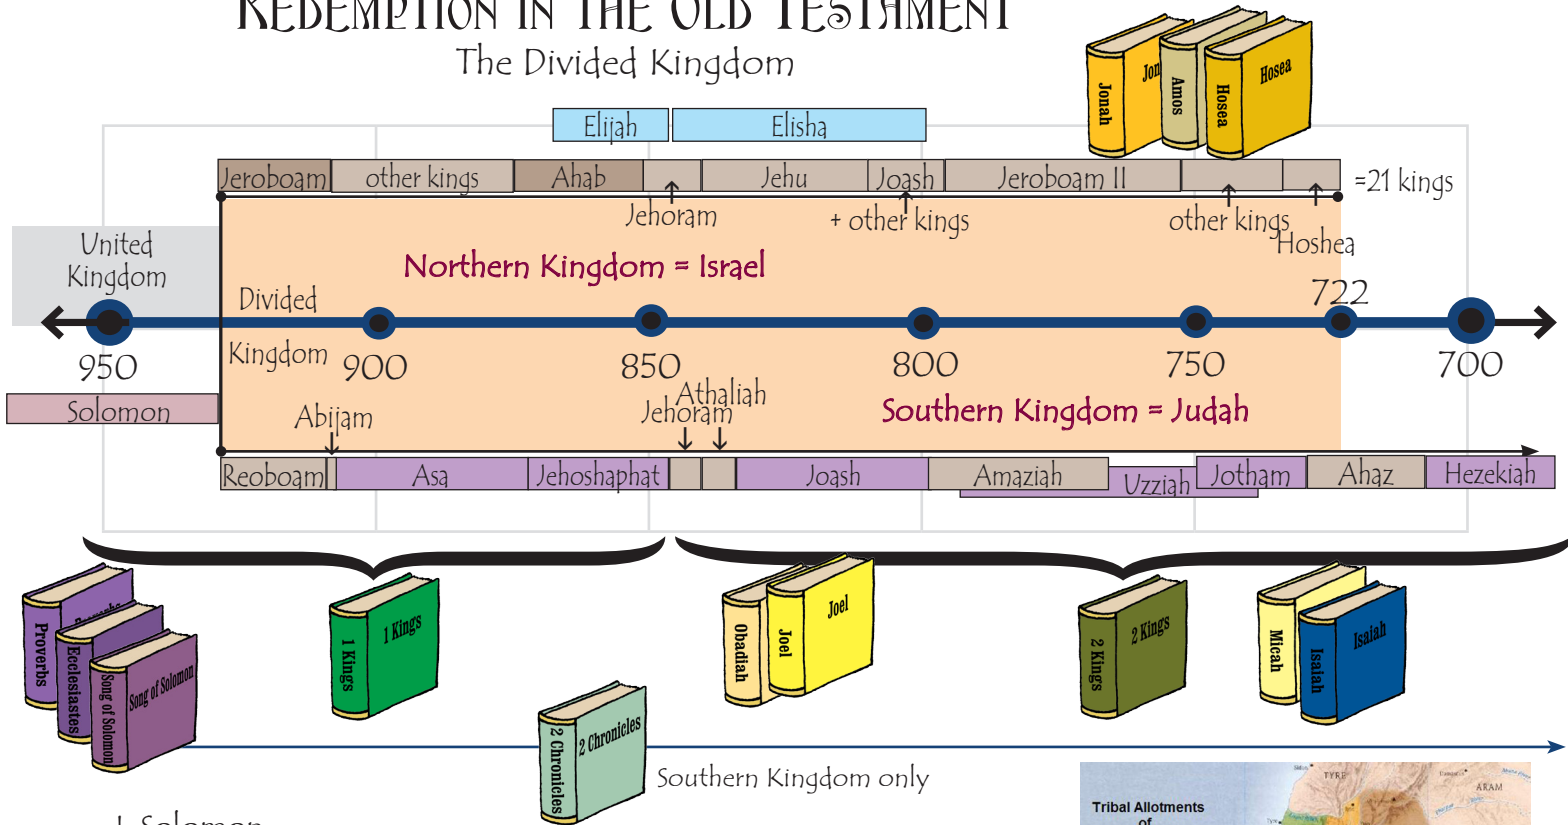 REDEMPTION IN THE OLD TESTAMENT
The Divided Kingdom
Jonah
Jon
Amos
Hosea
Hosea
Elijah
Elisha
Jeroboam
other kings
Ahab
Jehu
Joash
Jeroboam II
=21 kings
Jehoram
+ other kings
other kings
Hoshea
United
Kingdom
Northern Kingdom = Israel
Divided
Kingdom
722
950
900
850
800
750
700
Solomon
Abijam
Athaliah
Jehoram
Southern Kingdom = Judah
Reoboam
Asa
Jehoshaphat
Joash
Amaziah
Uzziah
Jotham
Ahaz
Hezekiah
Proverbs
Ecclesiastes
Song of Solomon
Song of Solomon
1 Kings
1 Kings
2 Chronicles
2 Chronicles
Obadiah
Joel
Joel
2 Kings
2 Kings
Micah
Isaiah
Isaiah
Southern Kingdom only
Solomon
Tribal Allotments
of
TYRE
ARAM